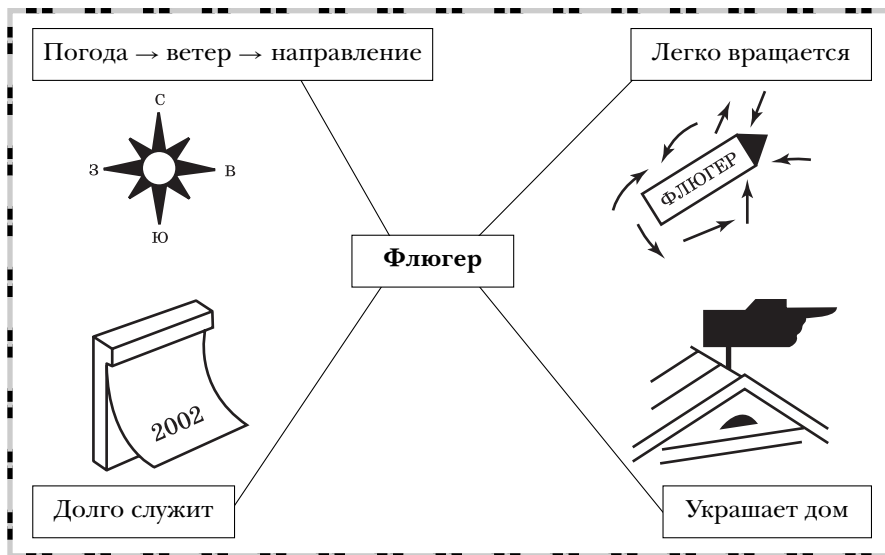 Погода → ветер → направление
Легко вращается
С
З
В
Ю
ФЛЮГЕР
Флюгер
2002
Долго служит
Украшает дом